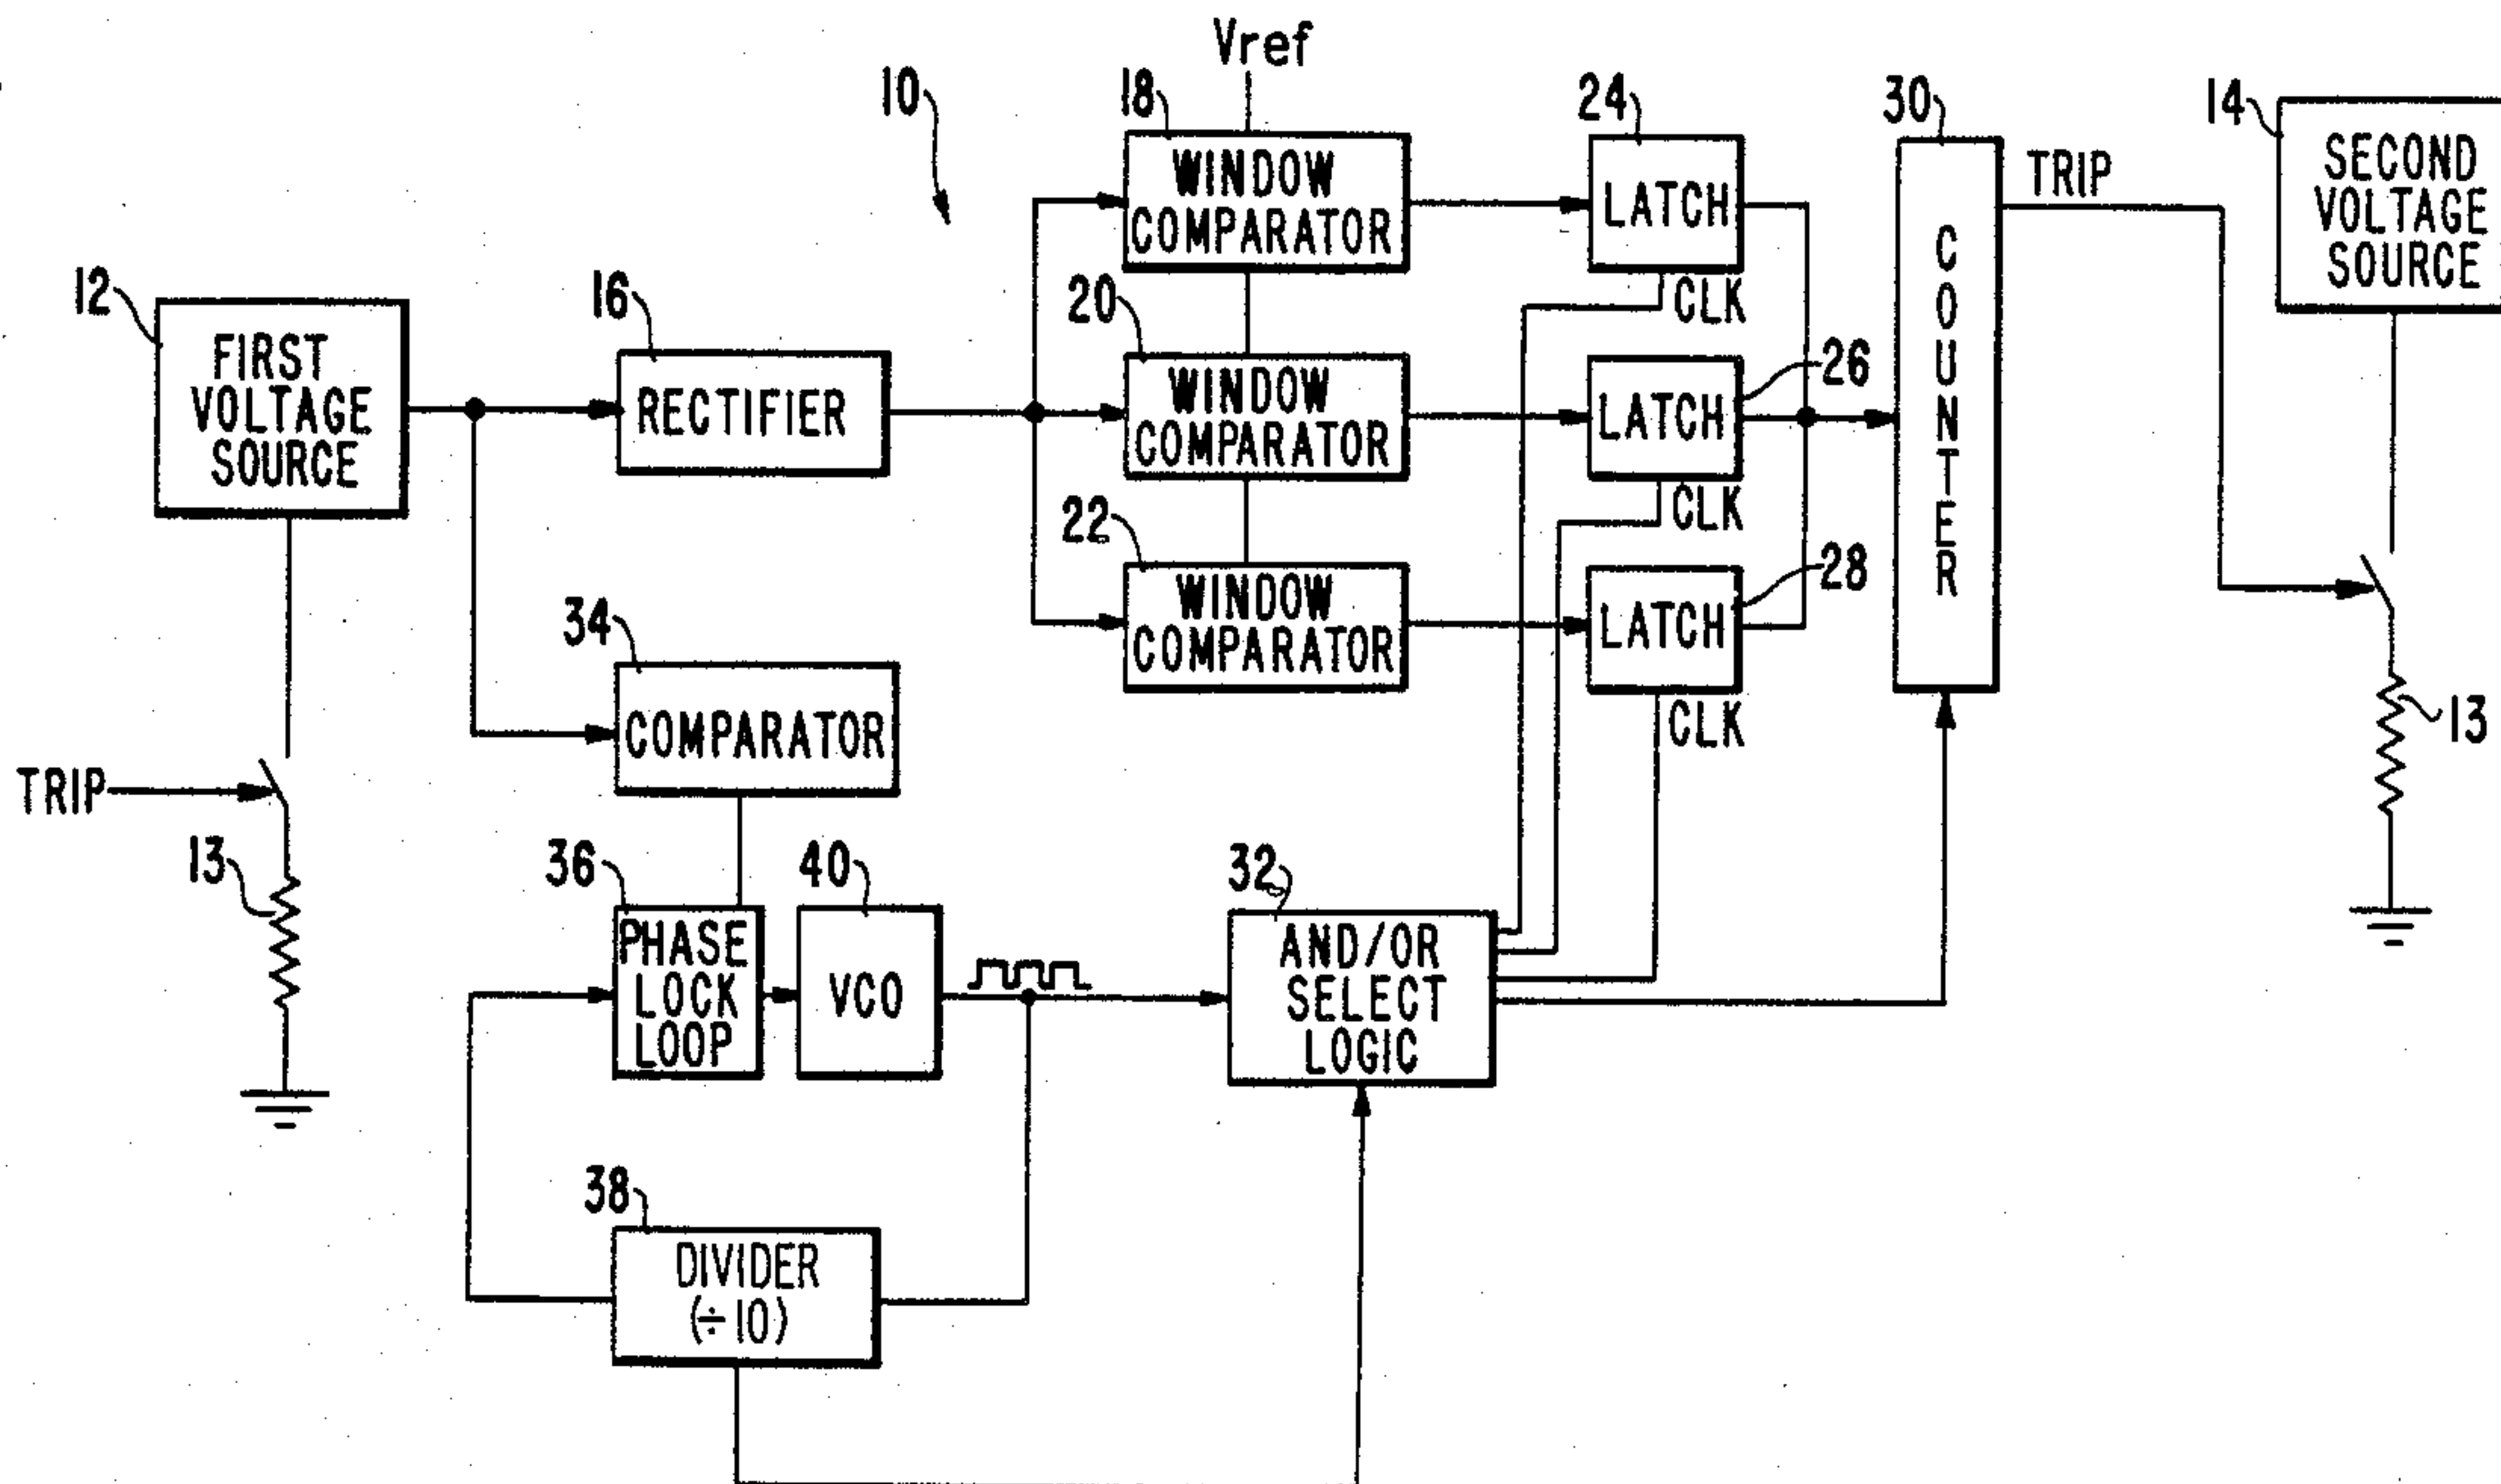 Vref
10
18
24
30
14
WINDOW
COMPARATOR
LATCH
TRIP
SECOND
VOLTAGE
SOURCE
CLK
12
16
20
26
COUNTER
FIRST
VOLTAGE
SOURCE
RECTIFIER
WINDOW
COMPARATOR
LATCH
CLK
22
28
WINDOW
COMPARATOR
LATCH
CLK
34
COMPARATOR
13
TRIP
13
36
40
32
PHASE
LOCK
LOOP
VCO
AND/OR
SELECT
LOGIC
38
DIVIDER
(÷10)